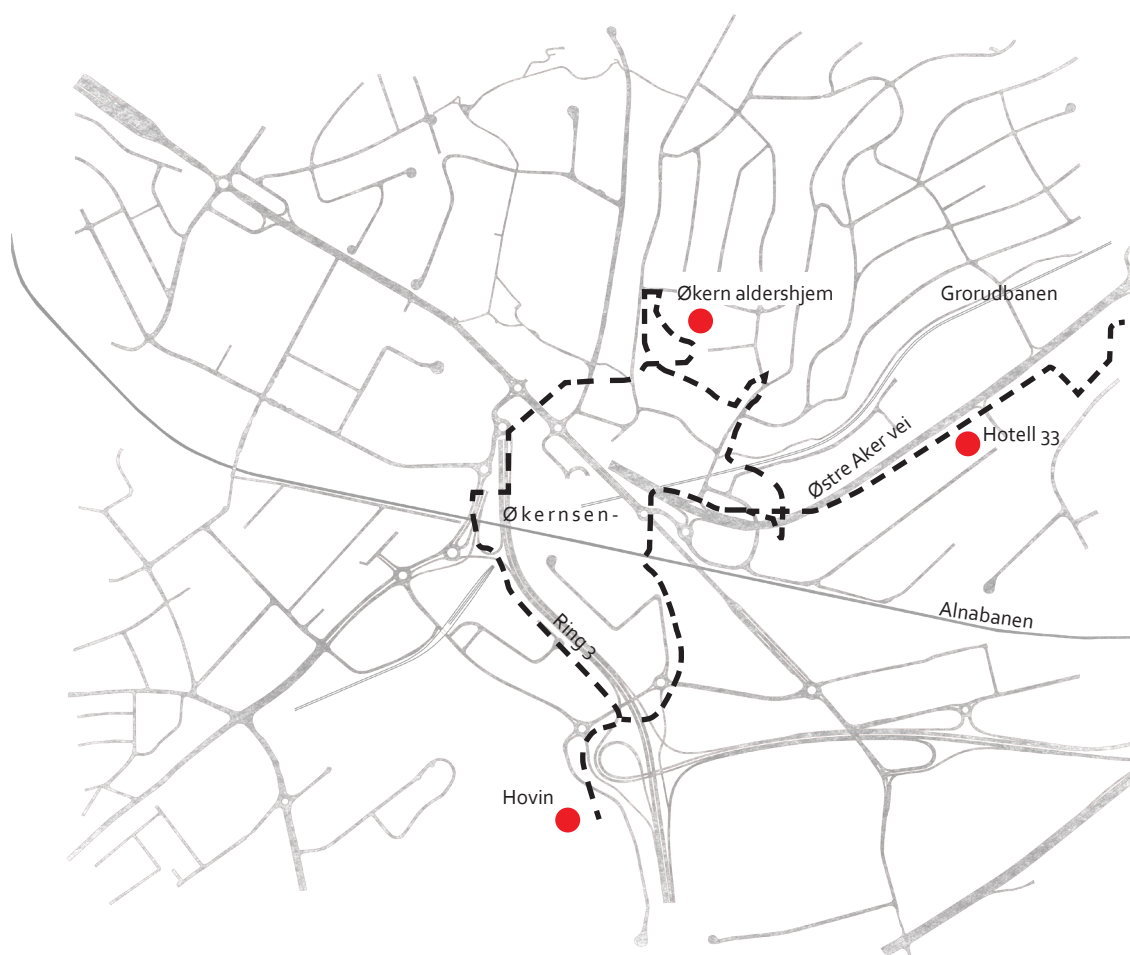 Økern aldershjem
Grorudbanen
Østre Aker vei
Hotell 33
Økernsen-
Alnabanen
Ring 3
Hovin